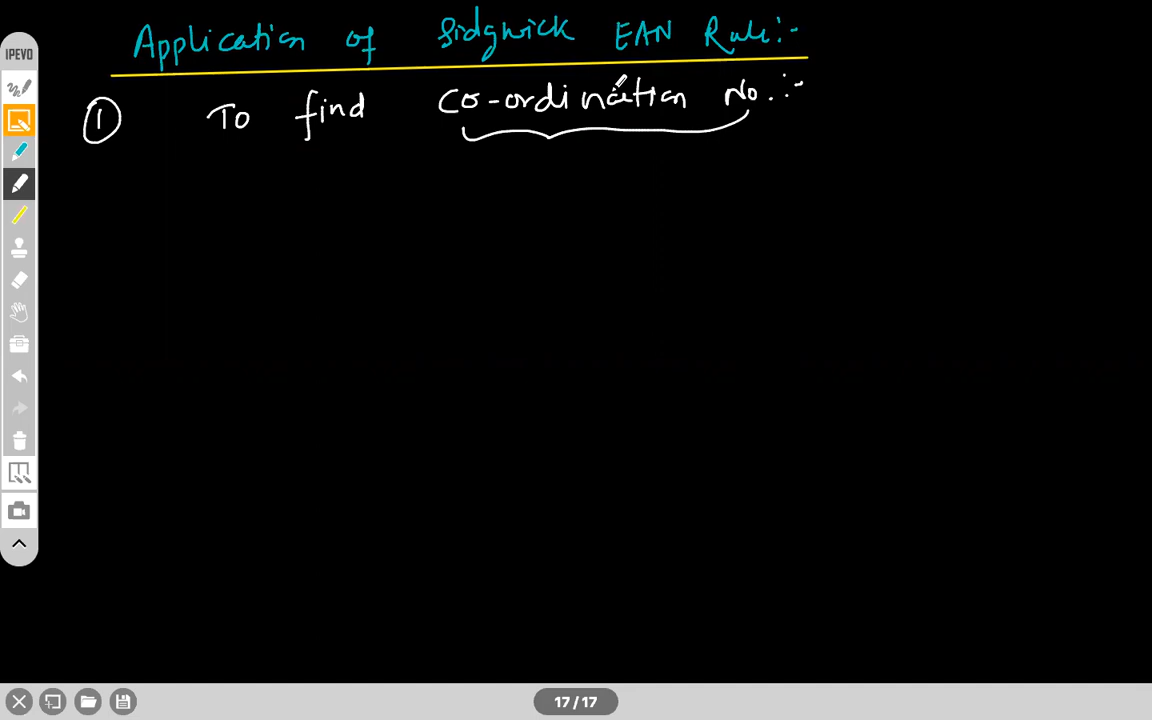 IPEVO
Application of Sidgwick EAN Rule:-
① To find Co-ordination No.:-
17/17